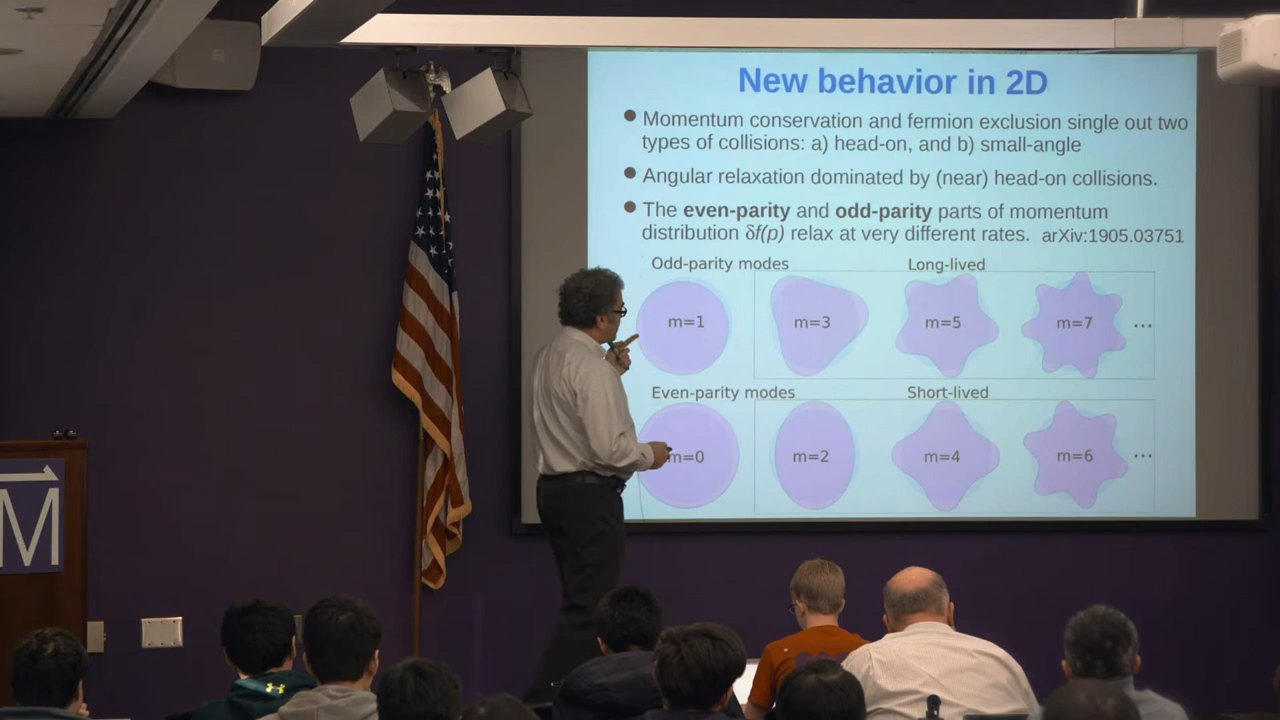 New behavior in 2D
● Momentum conservation and fermion exclusion single out two
types of collisions: a) head-on, and b) small-angle
● Angular relaxation dominated by (near) head-on collisions.
● The even-parity and odd-parity parts of momentum
distribution δf(p) relax at very different rates. arXiv:1905.03751
Odd-parity modes Long-lived
m=1 m=3 m=5 m=7 ...
Even-parity modes Short-lived
m=0 m=2 m=4 m=6 ...
M